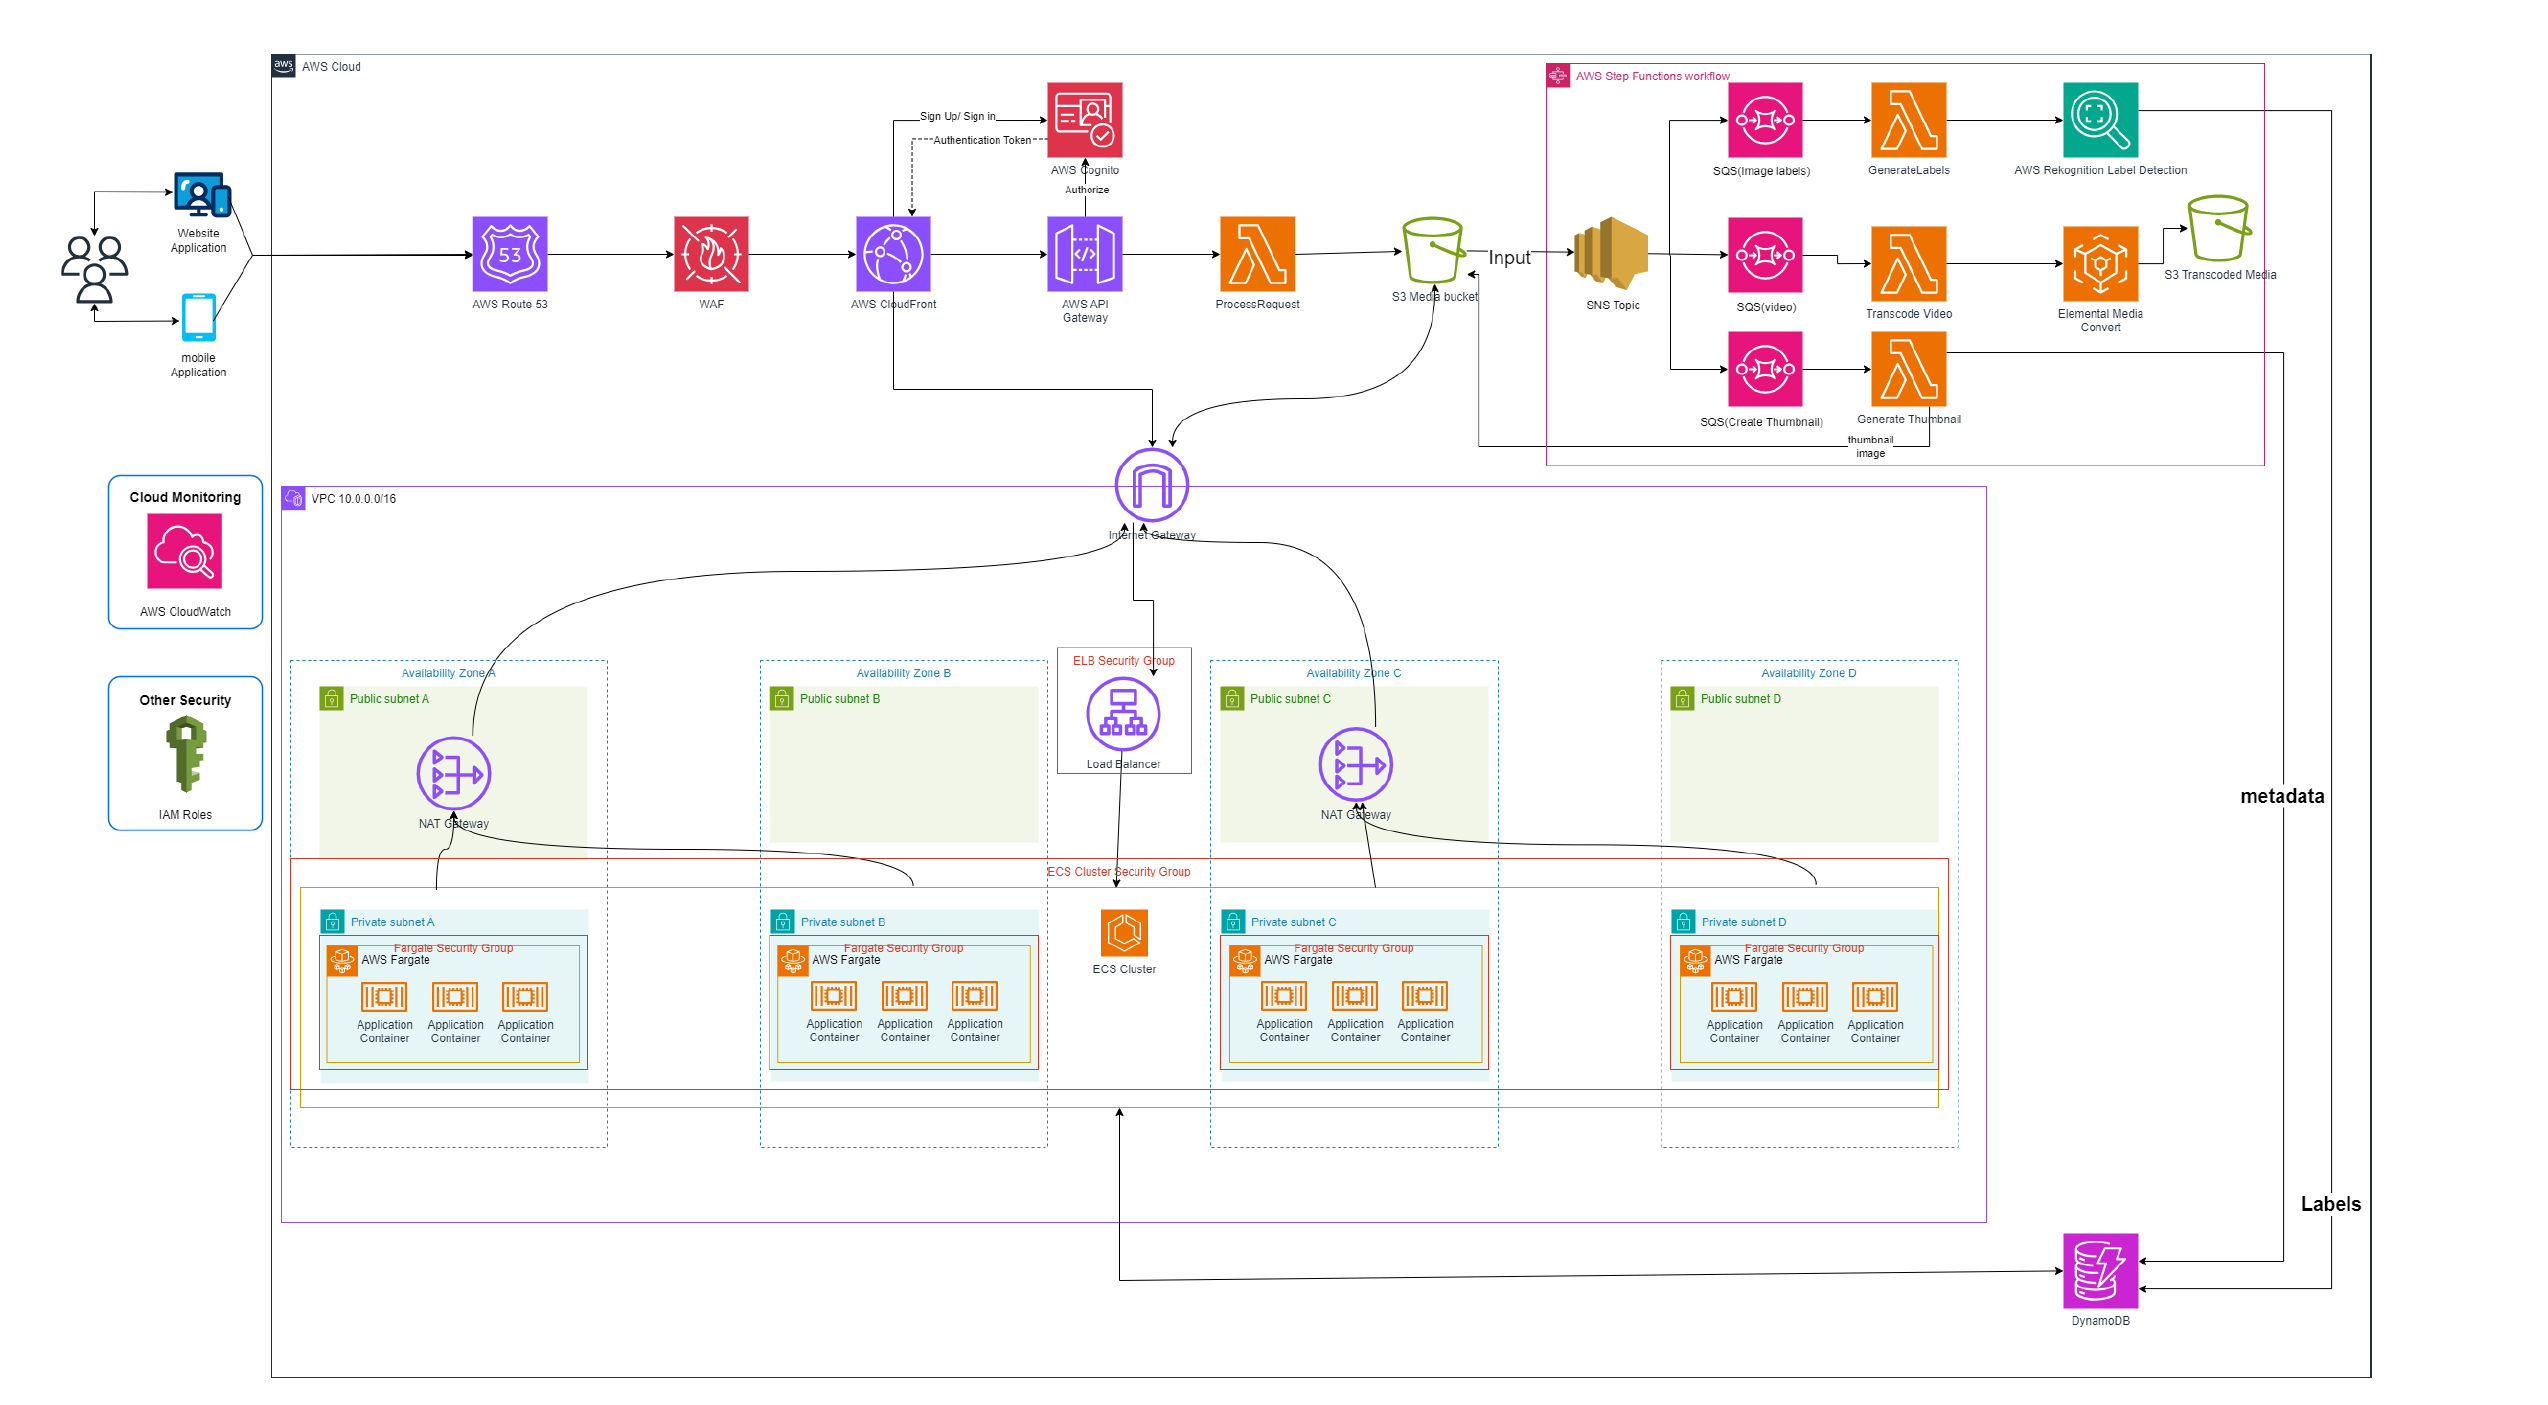 aws
AWS Cloud
AWS Step Functions workflow
Sign Up/ Sign in
Authentication Token
AWS Cognito
Authorize
SQS(Image labels)
GenerateLabels
AWS Rekognition Label Detection
Website
Application
53
AWS Route 53
WAF
AWS CloudFront
AWS API
Gateway
ProcessRequest
S3 Media bucket
Input
SNS Topic
SQS(video)
Transcode Video
Elemental Media
Convert
S3 Transcoded Media
mobile
Application
SQS(Create Thumbnail)
Generate Thumbnail
thumbnail
image
Cloud Monitoring
AWS CloudWatch
VPC 10.0.0.0/16
Internet Gateway
Other Security
IAM Roles
Availability Zone A
Availability Zone B
ELB Security Group
Availability Zone C
Availability Zone D
Public subnet A
Public subnet B
Public subnet C
Public subnet D
Load Balancer
NAT Gateway
NAT Gateway
metadata
ECS Cluster Security Group
Private subnet A
Private subnet B
Private subnet C
Private subnet D
Fargate Security Group
AWS Fargate
Fargate Security Group
AWS Fargate
Fargate Security Group
AWS Fargate
Fargate Security Group
AWS Fargate
ECS Cluster
Application
Container
Application
Container
Application
Container
Application
Container
Application
Container
Application
Container
Application
Container
Application
Container
Application
Container
Application
Container
Application
Container
Application
Container
Labels
DynamoDB